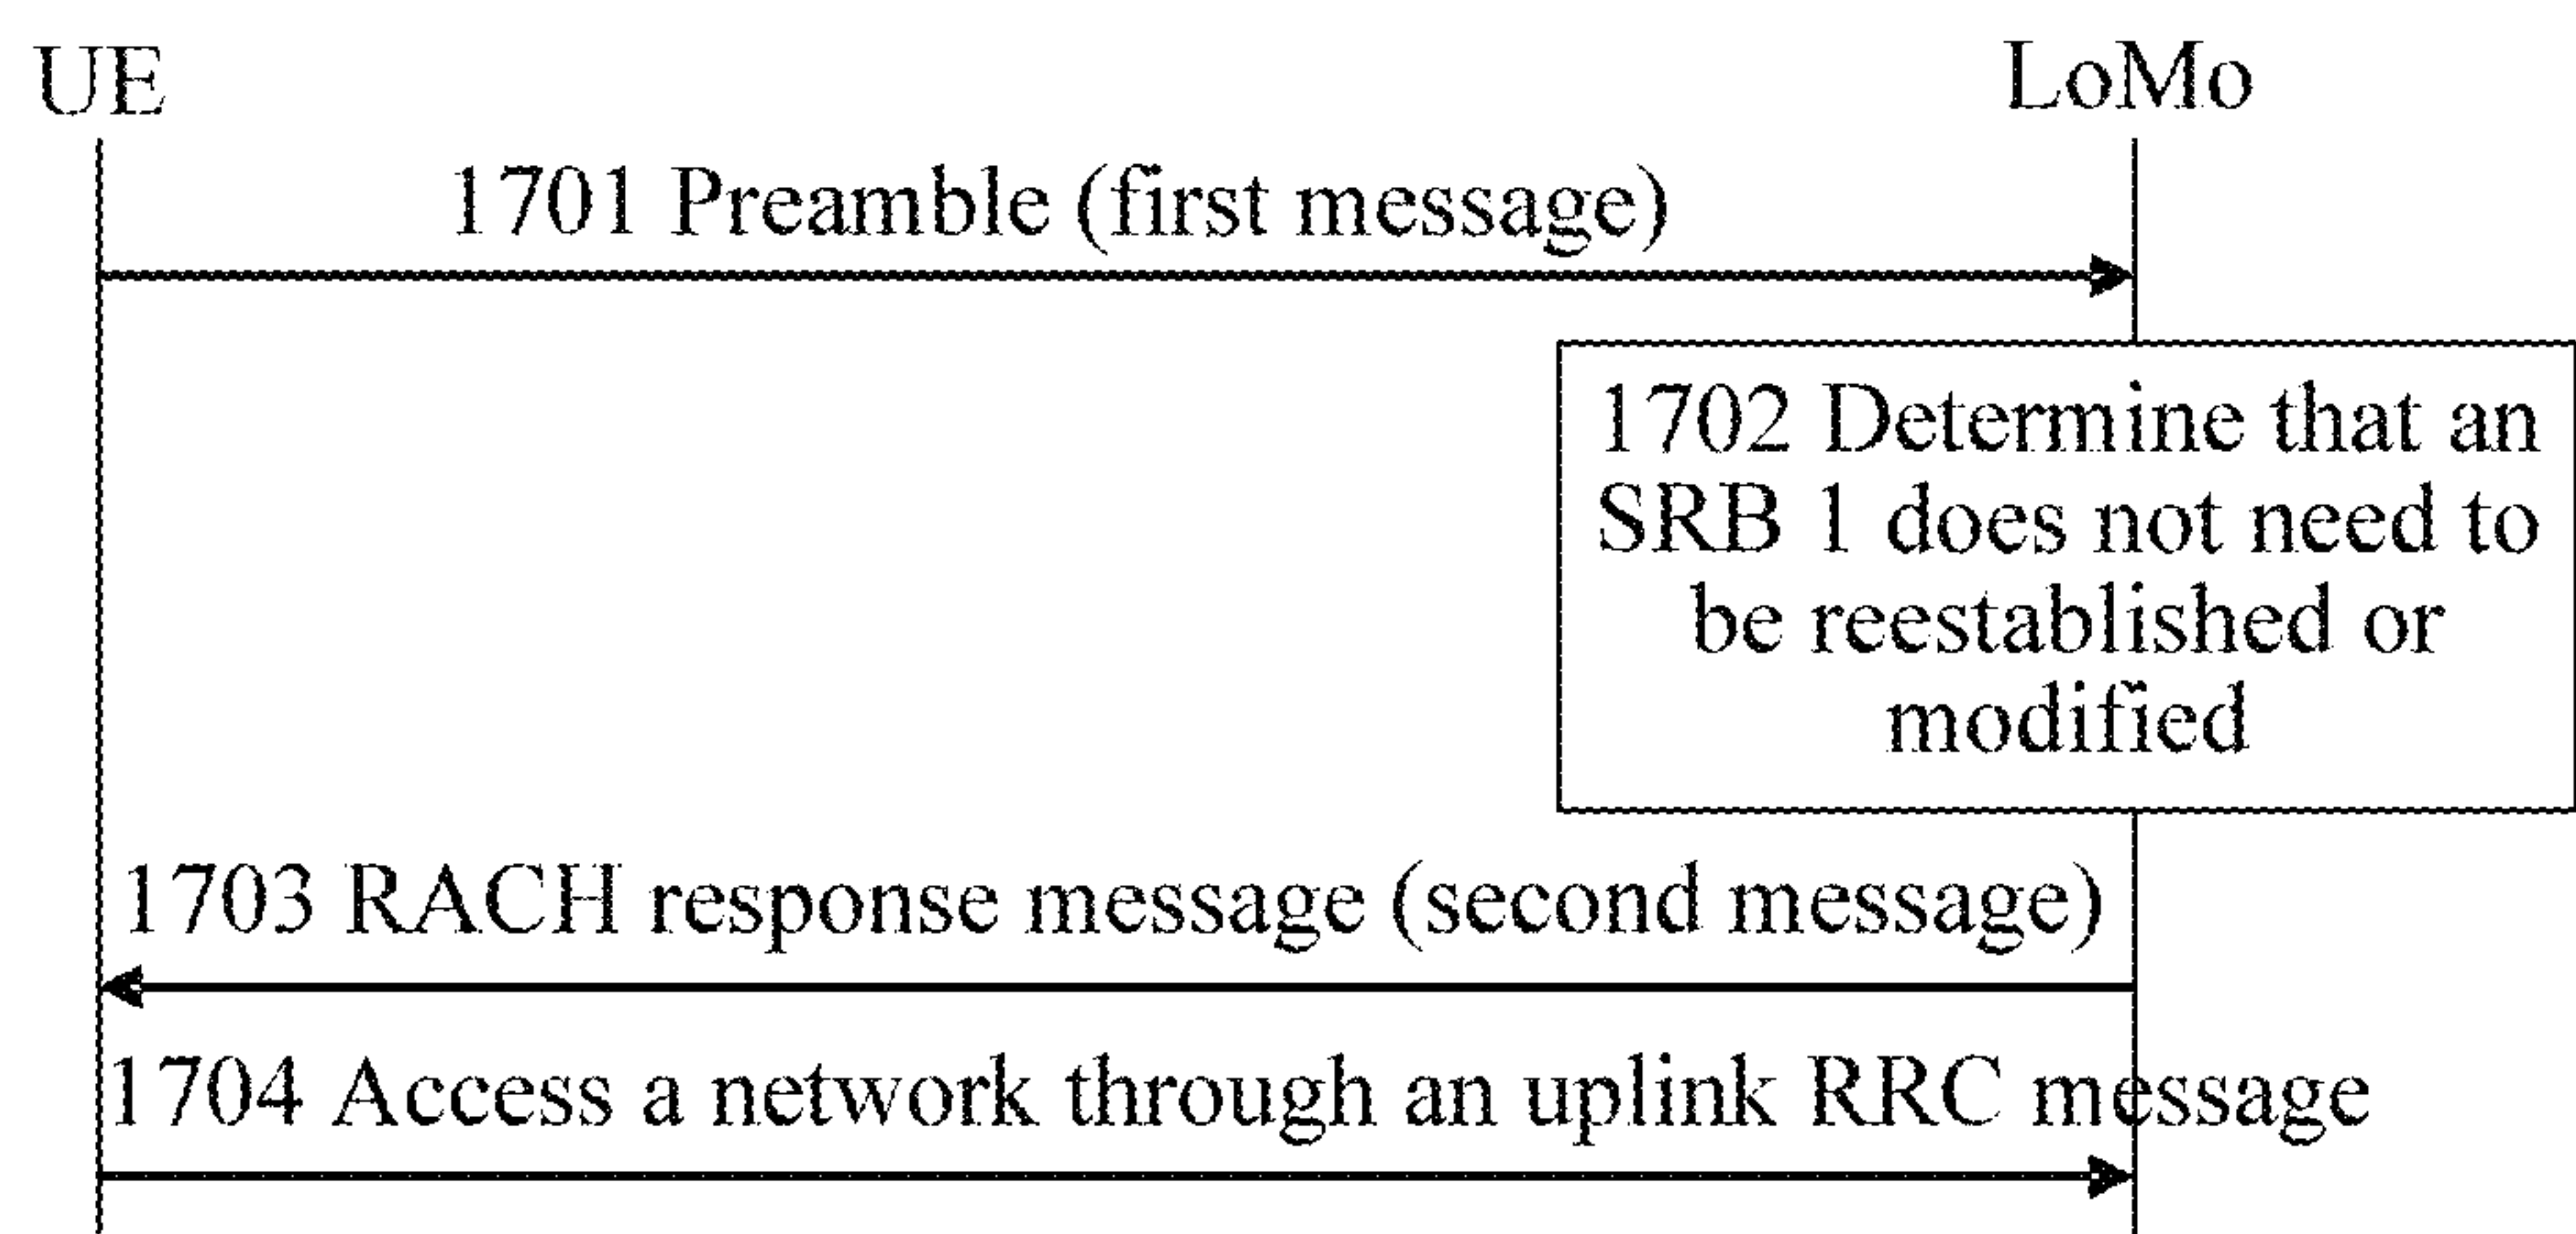 UE
LoMo
1701 Preamble (first message)
1702 Determine that an
SRB 1 does not need to
be reestablished or
modified
1703 RACH response message (second message)
1704 Access a network through an uplink RRC message